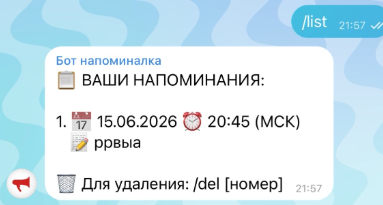 /list 21:57
Бот напоминалка
📋 ВАШИ НАПОМИНАНИЯ:
1. 📅 15.06.2026 ⏰ 20:45 (МСК)
📝 ррвыа
🗑️ Для удаления: /del [номер] 21:57